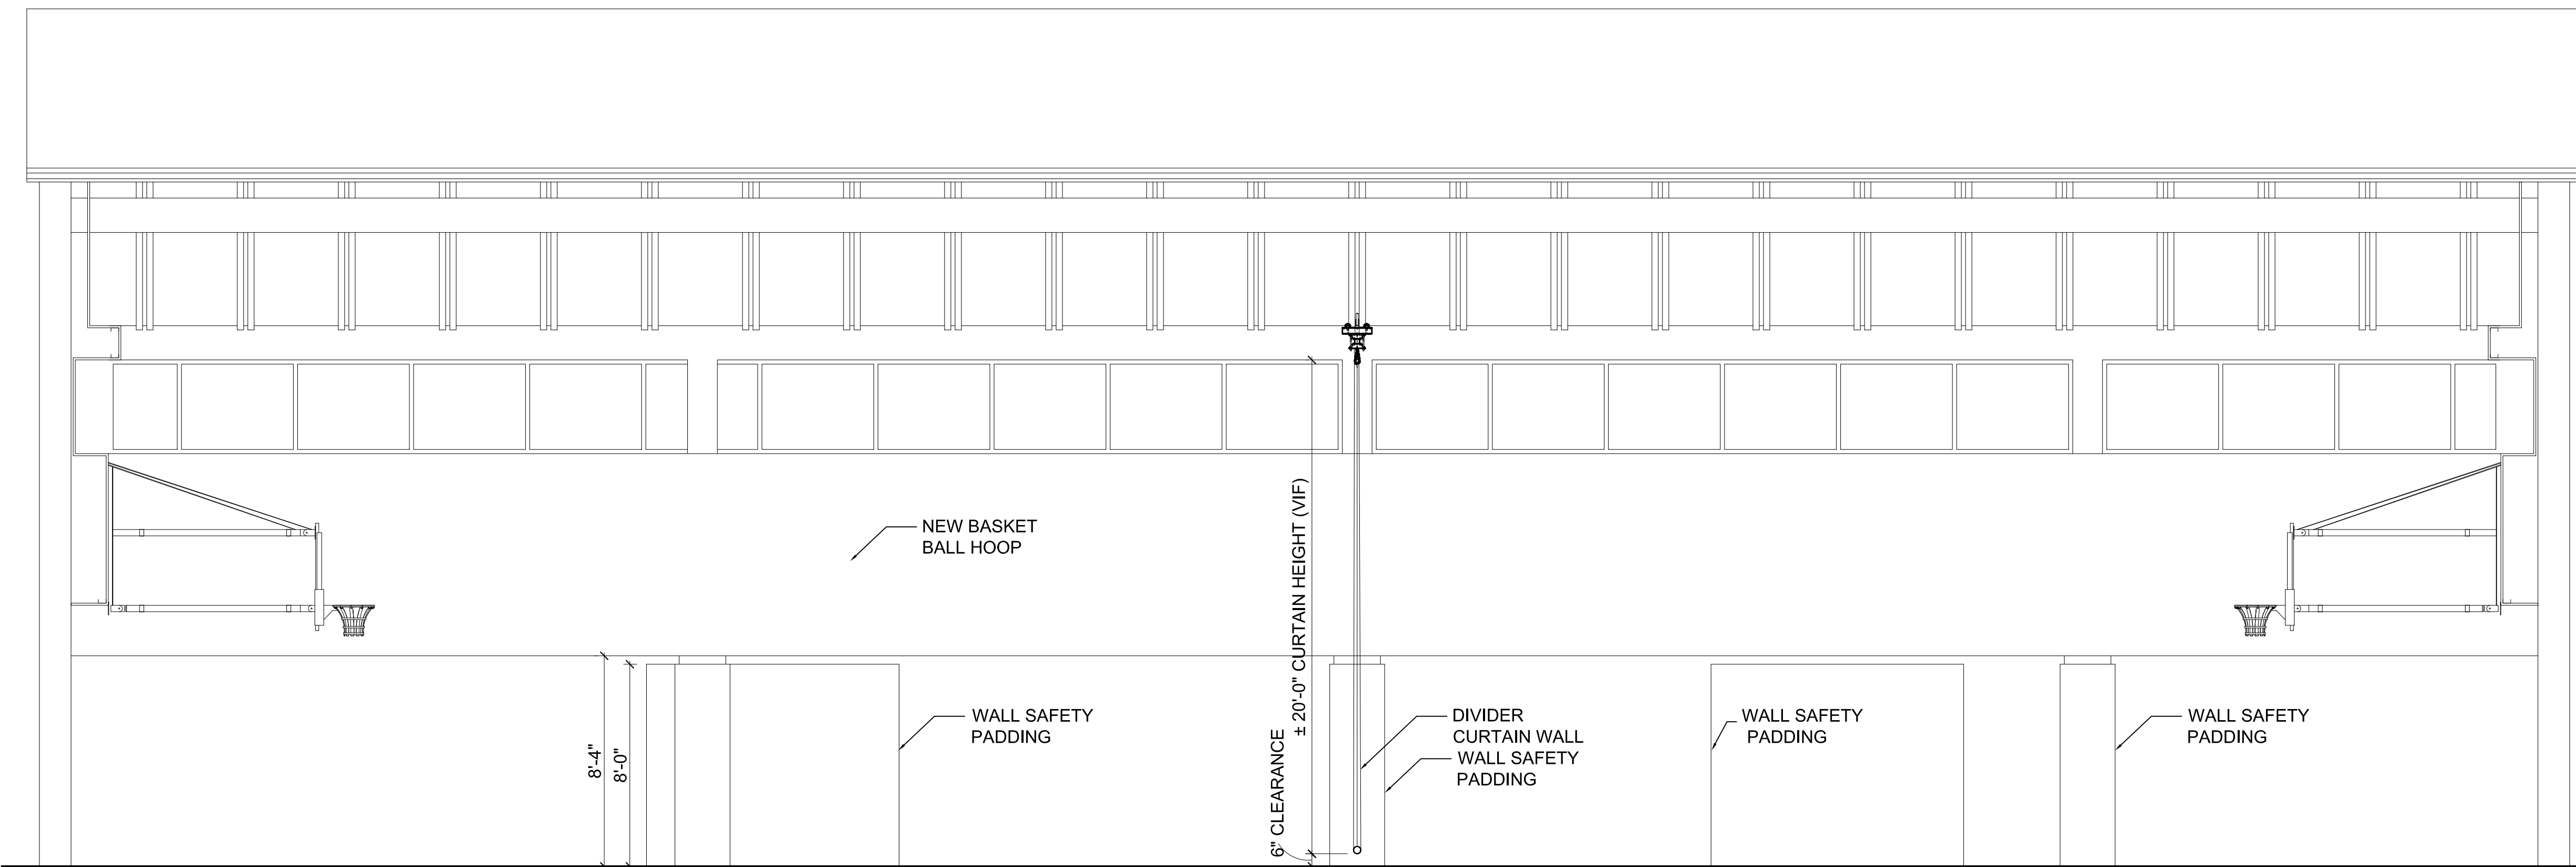 NEW BASKET
BALL HOOP
± 20'-0" CURTAIN HEIGHT (VIF)
6" CLEARANCE
8'-4"
8'-0"
WALL SAFETY
PADDING
DIVIDER
CURTAIN WALL
WALL SAFETY
PADDING
WALL SAFETY
PADDING
WALL SAFETY
PADDING